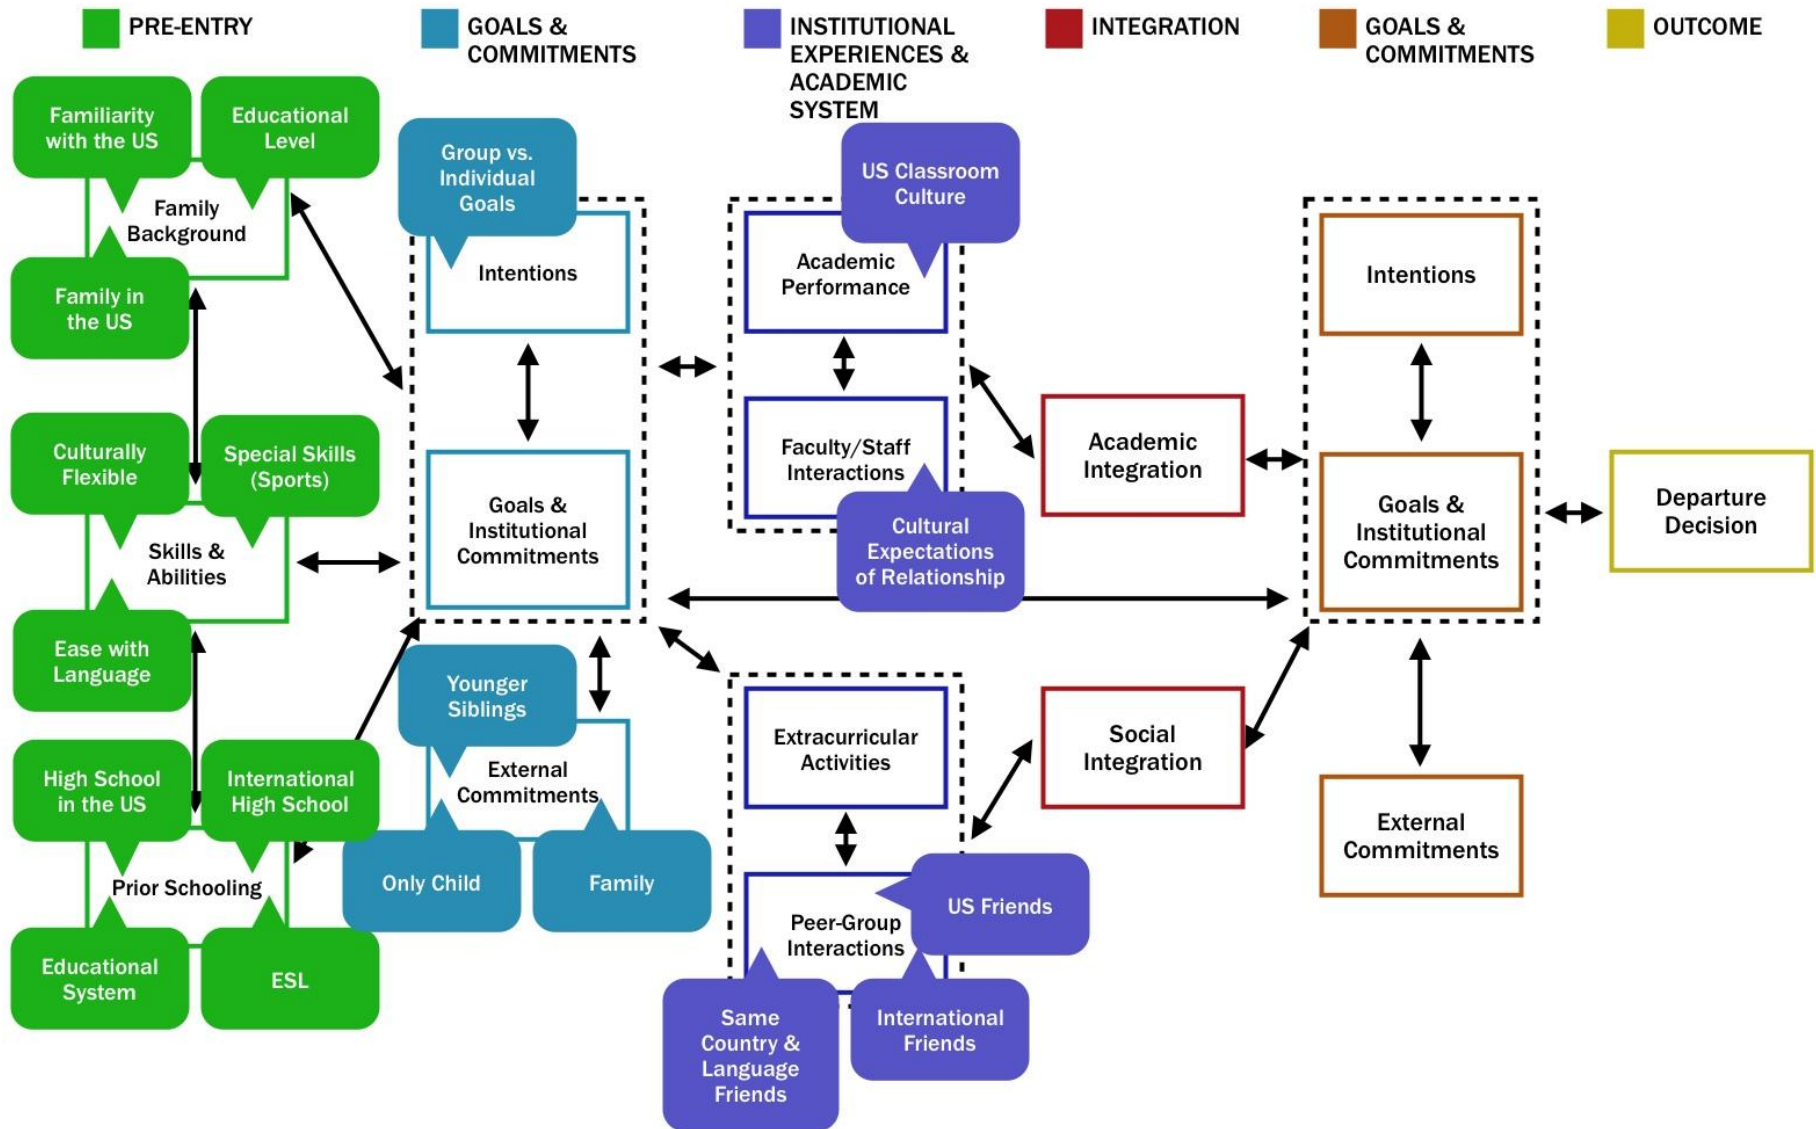 PRE-ENTRY
GOALS &
COMMITMENTS
INSTITUTIONAL
EXPERIENCES &
ACADEMIC
SYSTEM
INTEGRATION
GOALS &
COMMITMENTS
OUTCOME
Familiarity
with the US
Educational
Level
Family
Background
Family in
the US
Culturally
Flexible
Special Skills
(Sports)
Skills &
Abilities
Ease with
Language
High School
in the US
International
High School
Prior Schooling
Educational
System
ESL
Group vs.
Individual
Goals
Intentions
Goals &
Institutional
Commitments
Younger
Siblings
External
Commitments
Only Child
Family
US Classroom
Culture
Academic
Performance
Faculty/Staff
Interactions
Cultural
Expectations
of Relationship
Extracurricular
Activities
Peer-Group
Interactions
US Friends
Same
Country &
Language
Friends
International
Friends
Academic
Integration
Social
Integration
Intentions
Goals &
Institutional
Commitments
External
Commitments
Departure
Decision